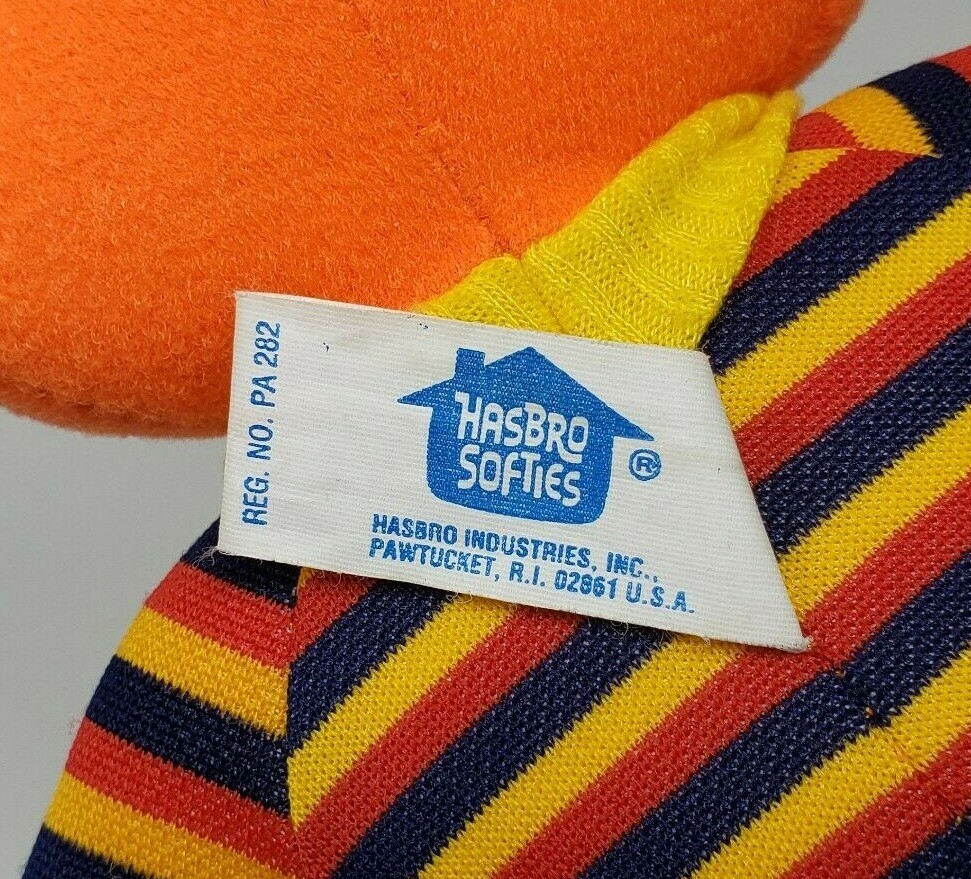 REG. NO. PA 282
HASBRO
SOFTIES
®
HASBRO INDUSTRIES, INC.,
PAWTUCKET, R.I. 02861 U.S.A.